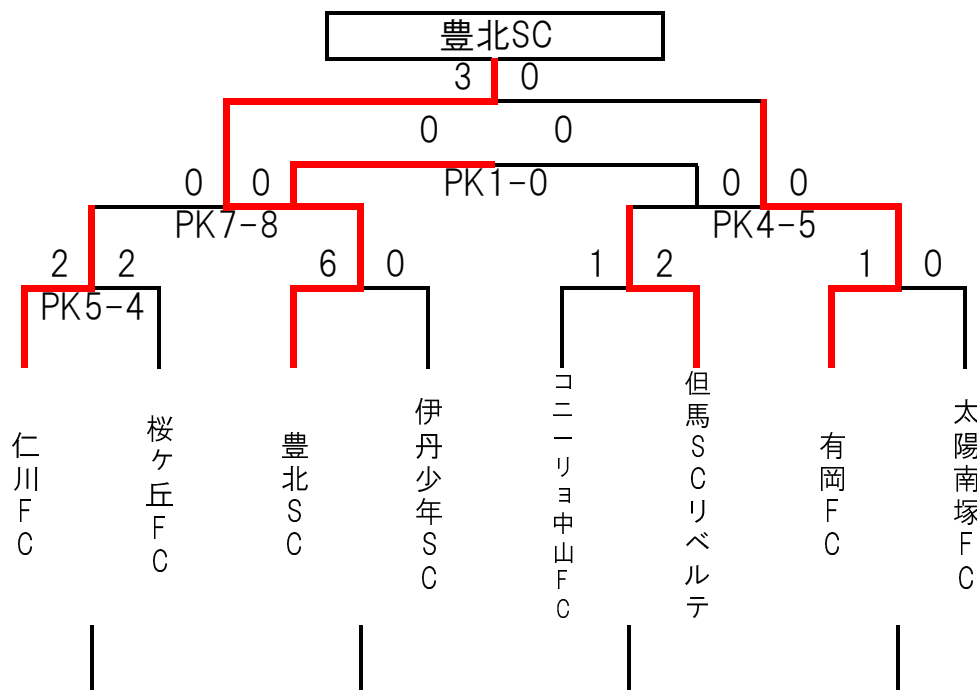 豊北SC
3 0
0 0
0 0
PK1-0
0 0
PK7-8
PK4-5
2 2
6 0
1 2
1 0
PK5-4
仁川FC
桜ヶ丘FC
豊北SC
伊丹少年SC
コニーリョ中山FC
但馬SCリベルテ
有岡FC
太陽南塚FC